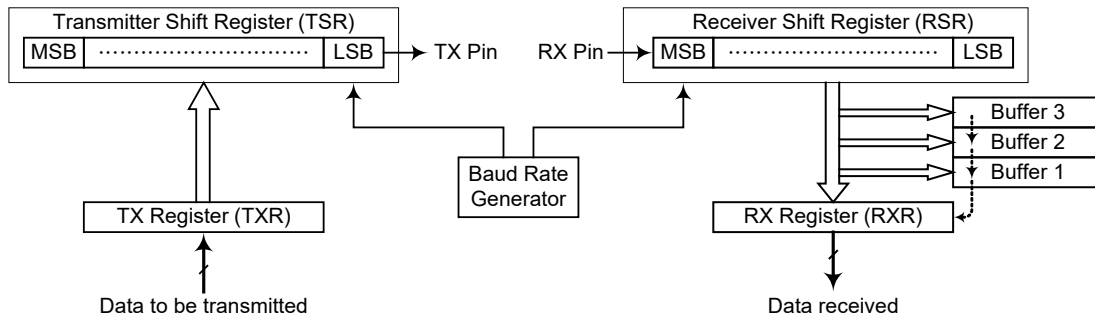 Transmitter Shift Register (TSR)
MSB LSB
TX Pin
Receiver Shift Register (RSR)
RX Pin
MSB LSB
Buffer 3
Buffer 2
Buffer 1
Baud Rate
Generator
TX Register (TXR)
RX Register (RXR)
Data to be transmitted
Data received